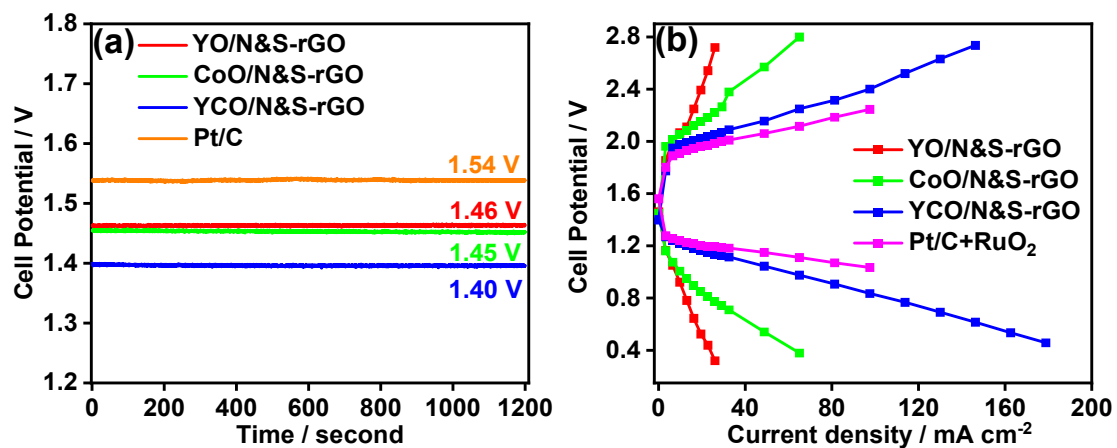 (a)
YO/N&S-rGO
CoO/N&S-rGO
YCO/N&S-rGO
Pt/C
1.54 V
1.46 V
1.45 V
1.40 V
1.8
1.7
1.6
1.5
1.4
1.3
1.2
Cell Potential / V
0
200
400
600
800
1000
1200
Time / second
(b)
YO/N&S-rGO
CoO/N&S-rGO
YCO/N&S-rGO
Pt/C+RuO₂
2.8
2.4
2.0
1.6
1.2
0.8
0.4
Cell Potential / V
0
40
80
120
160
200
Current density / mA cm⁻²